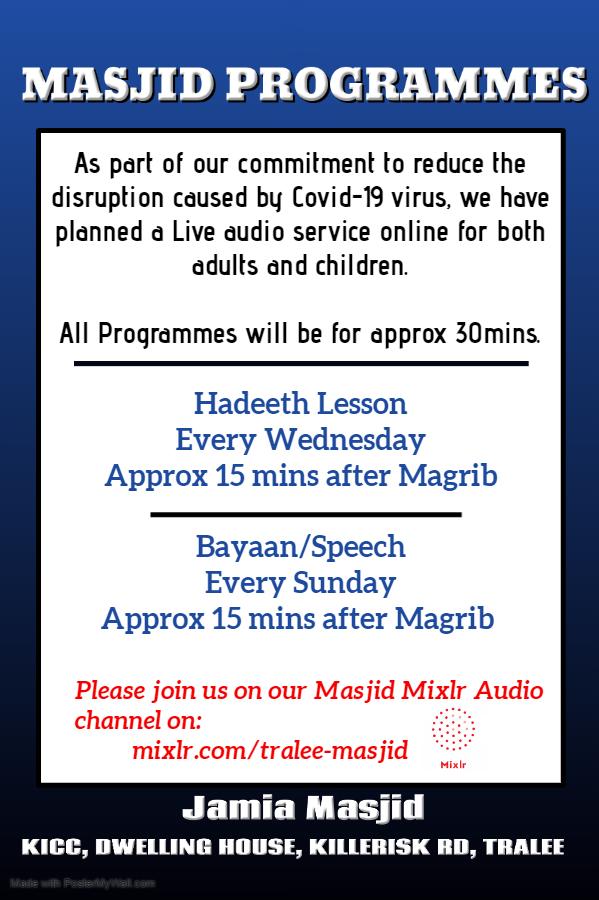 MASJID PROGRAMMES
As part of our commitment to reduce the
disruption caused by Covid-19 virus, we have
planned a Live audio service online for both
adults and children.
All Programmes will be for approx 30mins.
Hadeeth Lesson
Every Wednesday
Approx 15 mins after Magrib
Bayaan/Speech
Every Sunday
Approx 15 mins after Magrib
Please join us on our Masjid Mixlr Audio
channel on:
mixlr.com/tralee-masjid
Mixlr
Jamia Masjid
KICC, DWELLING HOUSE, KILLERISK RD, TRALEE
Made with PosterMyWall.com